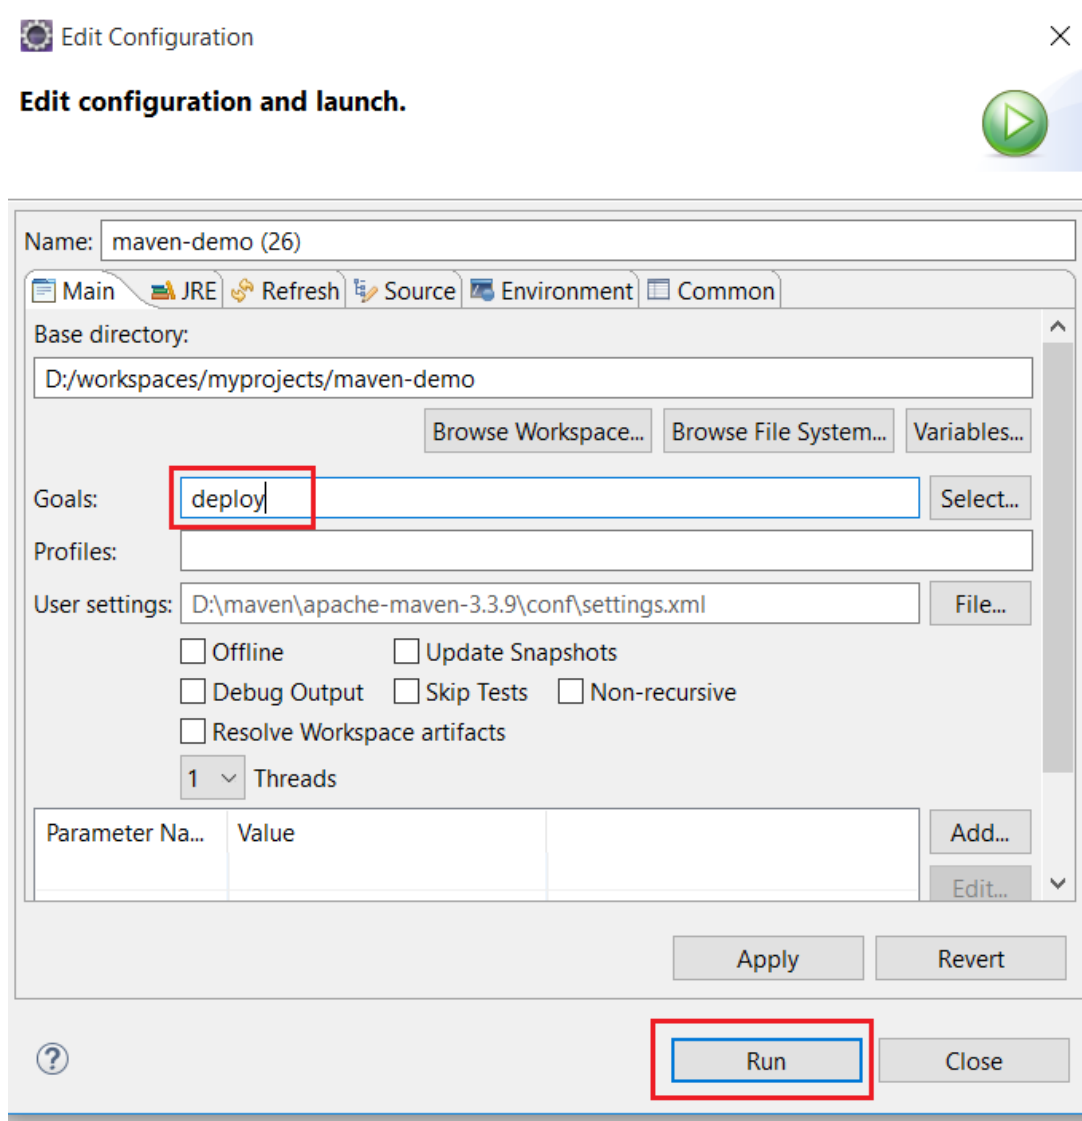 Edit Configuration
Edit configuration and launch.
Name: maven-demo (26)
Main JRE Refresh Source Environment Common
Base directory:
D:/workspaces/myprojects/maven-demo
Browse Workspace... Browse File System... Variables...
Goals: deploy Select...
Profiles:
User settings: D:\maven\apache-maven-3.3.9\conf\settings.xml File...
Offline Update Snapshots
Debug Output Skip Tests Non-recursive
Resolve Workspace artifacts
1 Threads
Parameter Na... Value Add...
Edit...
Apply Revert
? Run Close